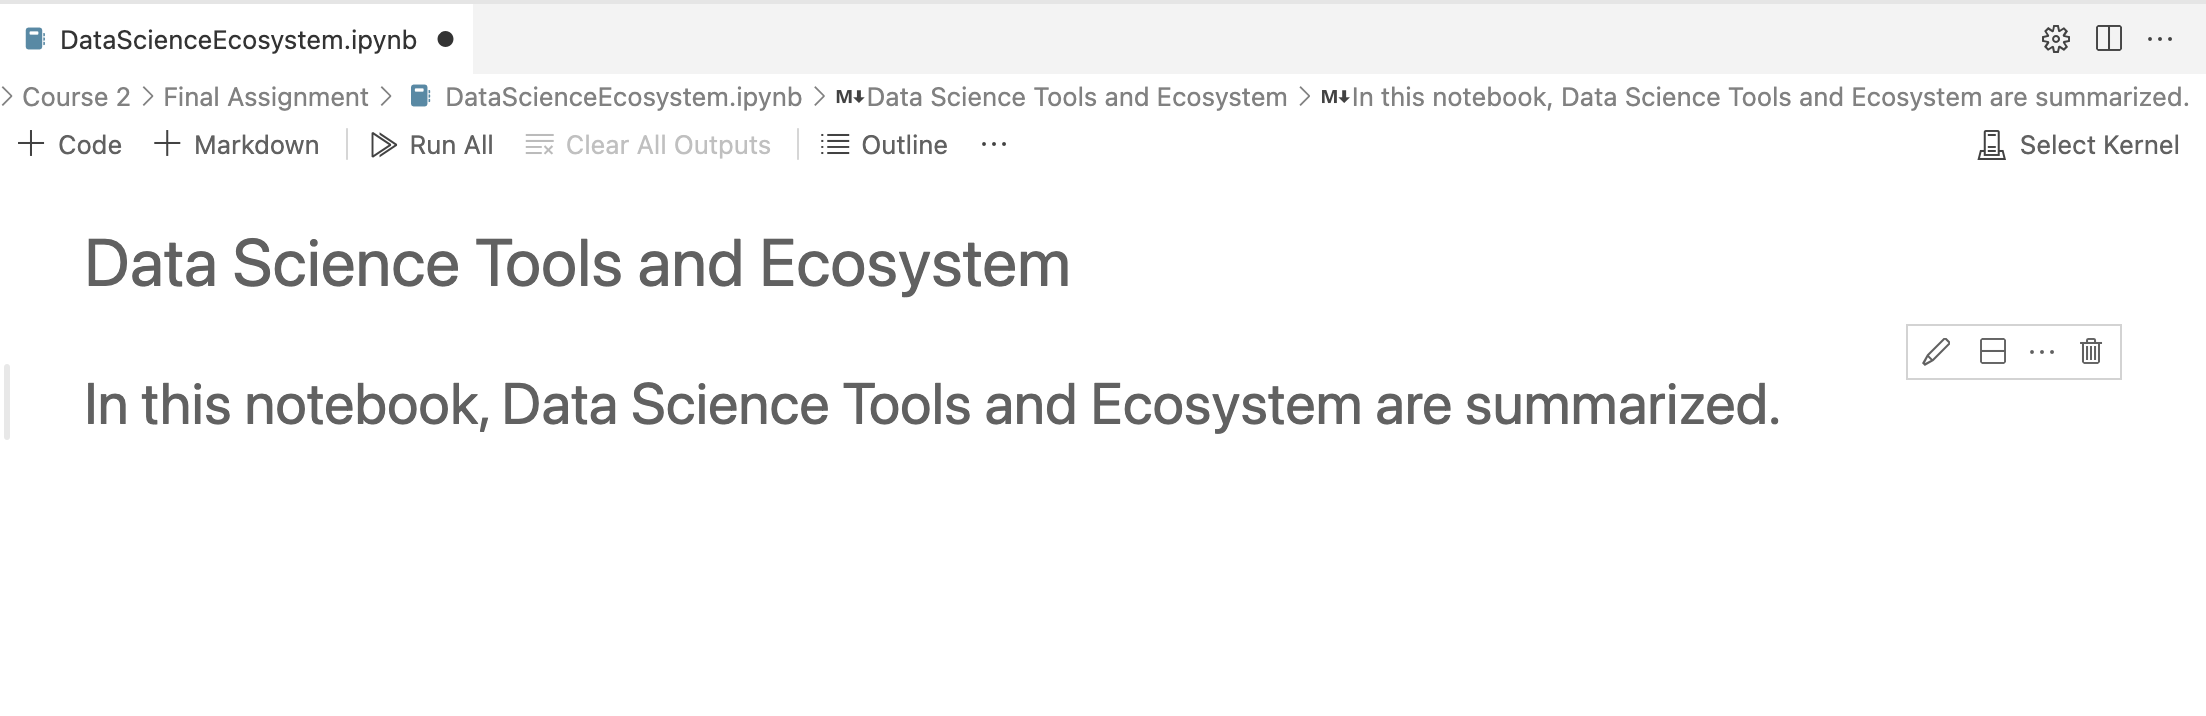 DataScienceEcosystem.ipynb
Course 2 > Final Assignment > DataScienceEcosystem.ipynb > M↓Data Science Tools and Ecosystem > M↓In this notebook, Data Science Tools and Ecosystem are summarized.
+ Code + Markdown Run All Clear All Outputs Outline ... Select Kernel
Data Science Tools and Ecosystem
In this notebook, Data Science Tools and Ecosystem are summarized.